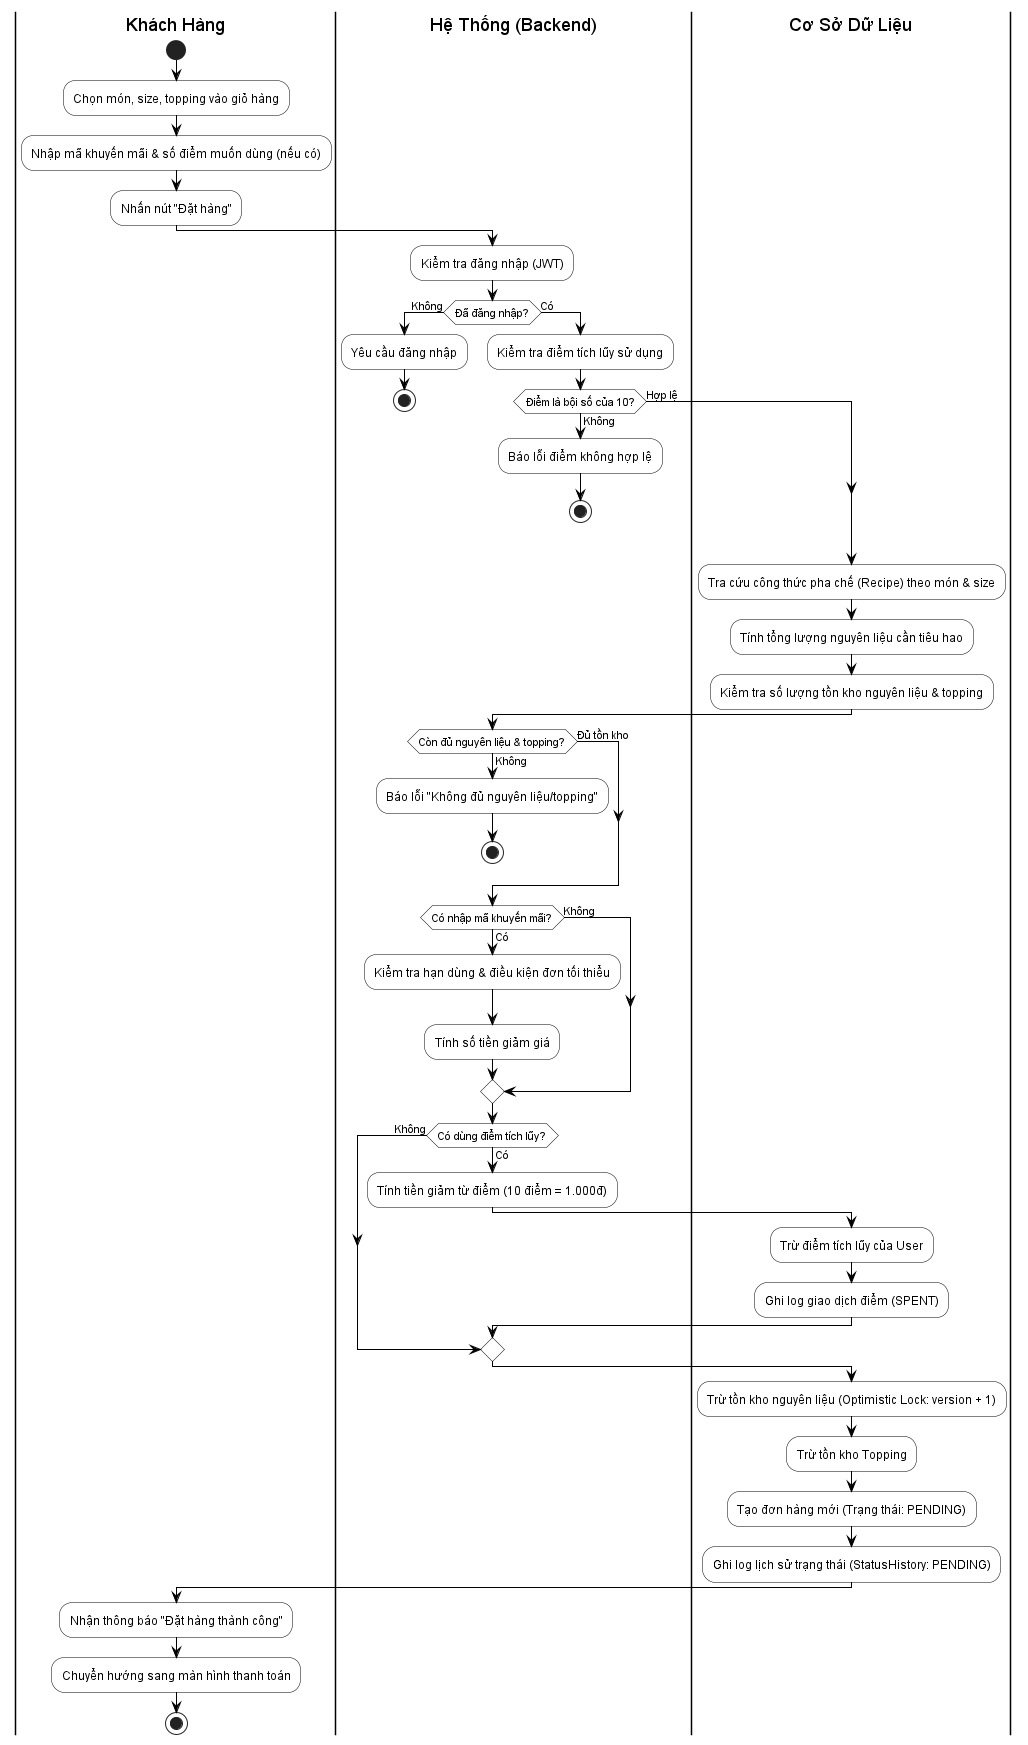 Khách Hàng
Hệ Thống (Backend)
Cơ Sở Dữ Liệu
Chọn món, size, topping vào giỏ hàng
Nhập mã khuyến mãi & số điểm muốn dùng (nếu có)
Nhấn nút "Đặt hàng"
Kiểm tra đăng nhập (JWT)
Không
Đã đăng nhập?
Có
Yêu cầu đăng nhập
Kiểm tra điểm tích lũy sử dụng
Điểm là bội số của 10?
Hợp lệ
Không
Báo lỗi điểm không hợp lệ
Tra cứu công thức pha chế (Recipe) theo món & size
Tính tổng lượng nguyên liệu cần tiêu hao
Kiểm tra số lượng tồn kho nguyên liệu & topping
Còn đủ nguyên liệu & topping?
Đủ tồn kho
Không
Báo lỗi "Không đủ nguyên liệu/topping"
Có nhập mã khuyến mãi?
Không
Có
Kiểm tra hạn dùng & điều kiện đơn tối thiểu
Tính số tiền giảm giá
Không
Có dùng điểm tích lũy?
Có
Tính tiền giảm từ điểm (10 điểm = 1.000đ)
Trừ điểm tích lũy của User
Ghi log giao dịch điểm (SPENT)
Trừ tồn kho nguyên liệu (Optimistic Lock: version + 1)
Trừ tồn kho Topping
Tạo đơn hàng mới (Trạng thái: PENDING)
Ghi log lịch sử trạng thái (StatusHistory: PENDING)
Nhận thông báo "Đặt hàng thành công"
Chuyển hướng sang màn hình thanh toán